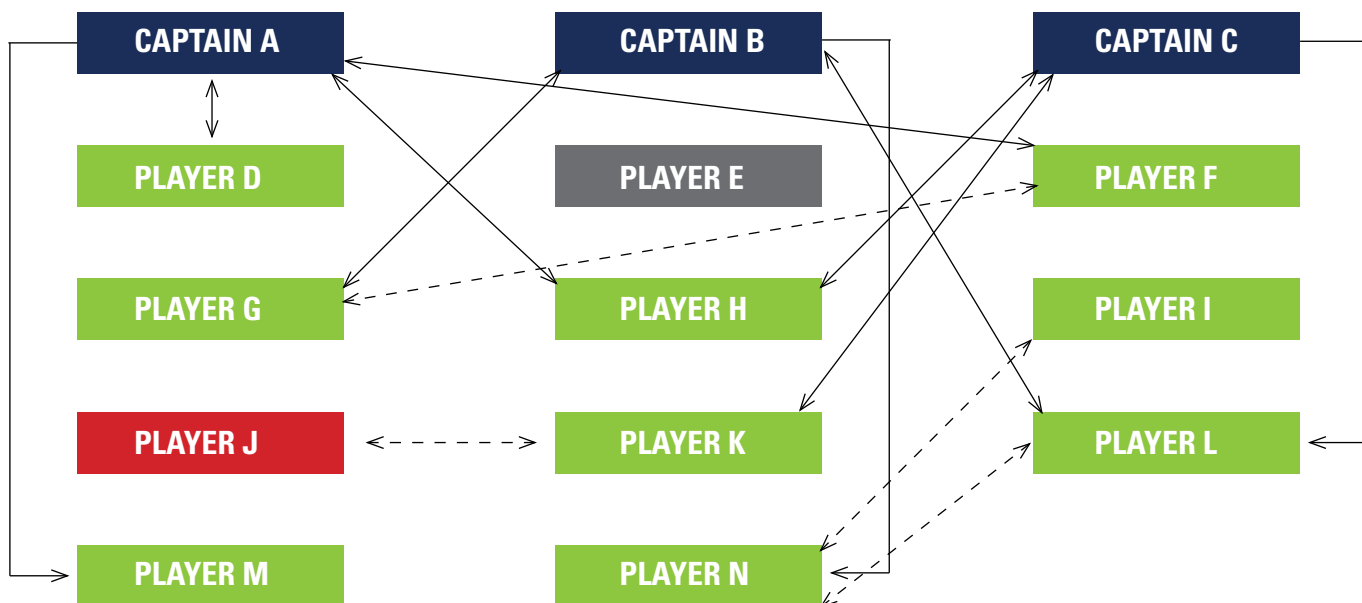 CAPTAIN A
CAPTAIN B
CAPTAIN C
PLAYER D
PLAYER E
PLAYER F
PLAYER G
PLAYER H
PLAYER I
PLAYER J
PLAYER K
PLAYER L
PLAYER M
PLAYER N